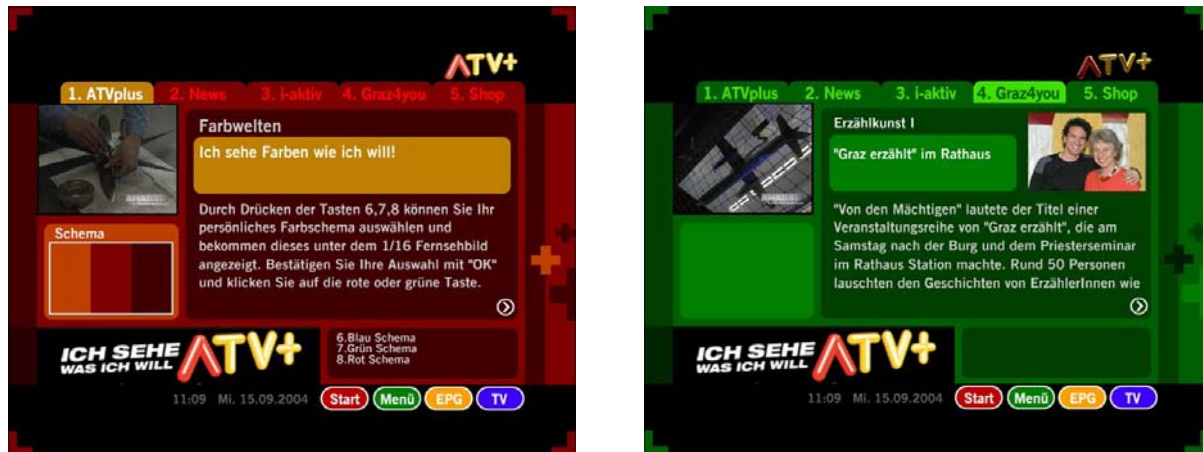 ATV+
1. ATVplus 2. News 3. i-aktiv 4. Graz4you 5. Shop
Farbwelten
Ich sehe Farben wie ich will!
Durch Drücken der Tasten 6,7,8 können Sie Ihr
persönliches Farbschema auswählen und
bekommen dieses unter dem 1/16 Fernsehbild
angezeigt. Bestätigen Sie Ihre Auswahl mit "OK"
und klicken Sie auf die rote oder grüne Taste.
Schema
ICH SEHE
WAS ICH WILL
ATV+
6.Blau Schema
7.Grün Schema
8.Rot Schema
11:09 Mi. 15.09.2004 Start Menü EPG TV
ATV+
1. ATVplus 2. News 3. i-aktiv 4. Graz4you 5. Shop
Erzählkunst I
"Graz erzählt" im Rathaus
"Von den Mächtigen" lautete der Titel einer
Veranstaltungsreihe von "Graz erzählt", die am
Samstag nach der Burg und dem Priesterseminar
im Rathaus Station machte. Rund 50 Personen
lauschten den Geschichten von ErzählerInnen wie
ICH SEHE
WAS ICH WILL
ATV+
11:09 Mi. 15.09.2004 Start Menü EPG TV